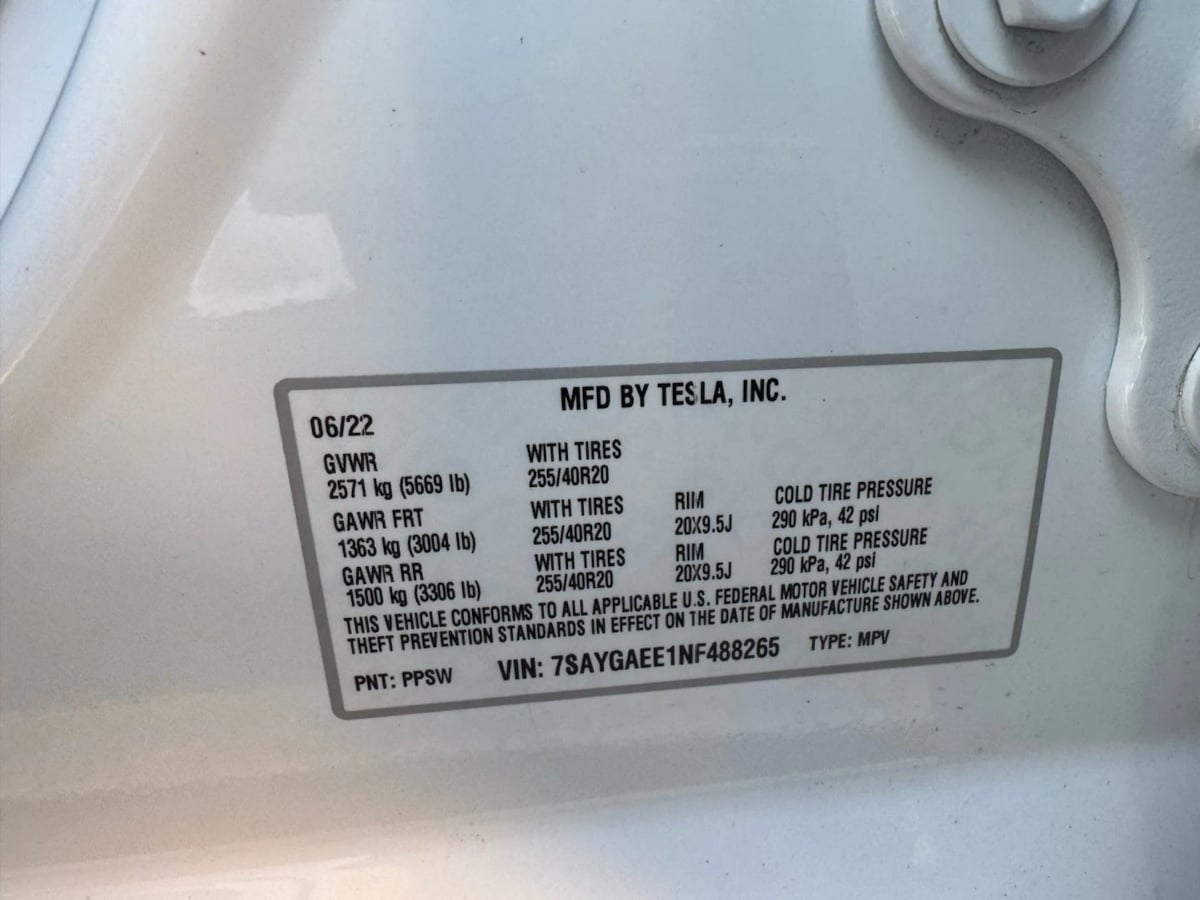 MFD BY TESLA, INC.
06/22
GVWR WITH TIRES
2571 kg (5669 lb) 255/40R20
GAWR FRT WITH TIRES RIM COLD TIRE PRESSURE
1363 kg (3004 lb) 255/40R20 20X9.5J 290 kPa, 42 psi
GAWR RR WITH TIRES RIM COLD TIRE PRESSURE
1500 kg (3306 lb) 255/40R20 20X9.5J 290 kPa, 42 psi
THIS VEHICLE CONFORMS TO ALL APPLICABLE U.S. FEDERAL MOTOR VEHICLE SAFETY AND
THEFT PREVENTION STANDARDS IN EFFECT ON THE DATE OF MANUFACTURE SHOWN ABOVE.
PNT: PPSW VIN: 7SAYGAEE1NF488265 TYPE: MPV